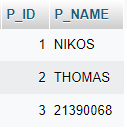 P_ID P_NAME
1 NIKOS
2 THOMAS
3 21390068